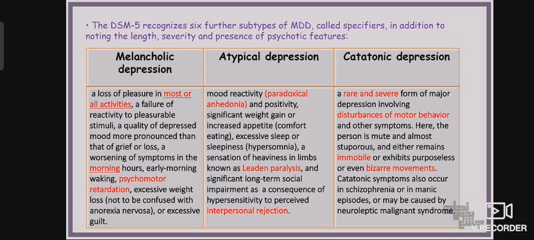 • The DSM-5 recognizes six further subtypes of MDD, called specifiers, in addition to
noting the length, severity and presence of psychotic features:
Melancholic
depression
a loss of pleasure in most or
all activities, a failure of
reactivity to pleasurable
stimuli, a quality of depressed
mood more pronounced than
that of grief or loss, a
worsening of symptoms in the
morning hours, early-morning
waking, psychomotor
retardation, excessive weight
loss (not to be confused with
anorexia nervosa), or excessive
guilt.
Atypical depression
mood reactivity (paradoxical
anhedonia) and positivity,
significant weight gain or
increased appetite (comfort
eating), excessive sleep or
sleepiness (hypersomnia), a
sensation of heaviness in limbs
known as Leaden paralysis, and
significant long-term social
impairment as a consequence of
hypersensitivity to perceived
interpersonal rejection.
Catatonic depression
a rare and severe form of major
depression involving
disturbances of motor behavior
and other symptoms. Here, the
person is mute and almost
stuporous, and either remains
immobile or exhibits purposeless
or even bizarre movements.
Catatonic symptoms also occur
in schizophrenia or in manic
episodes, or may be caused by
neuroleptic malignant syndrome.
RECORDER